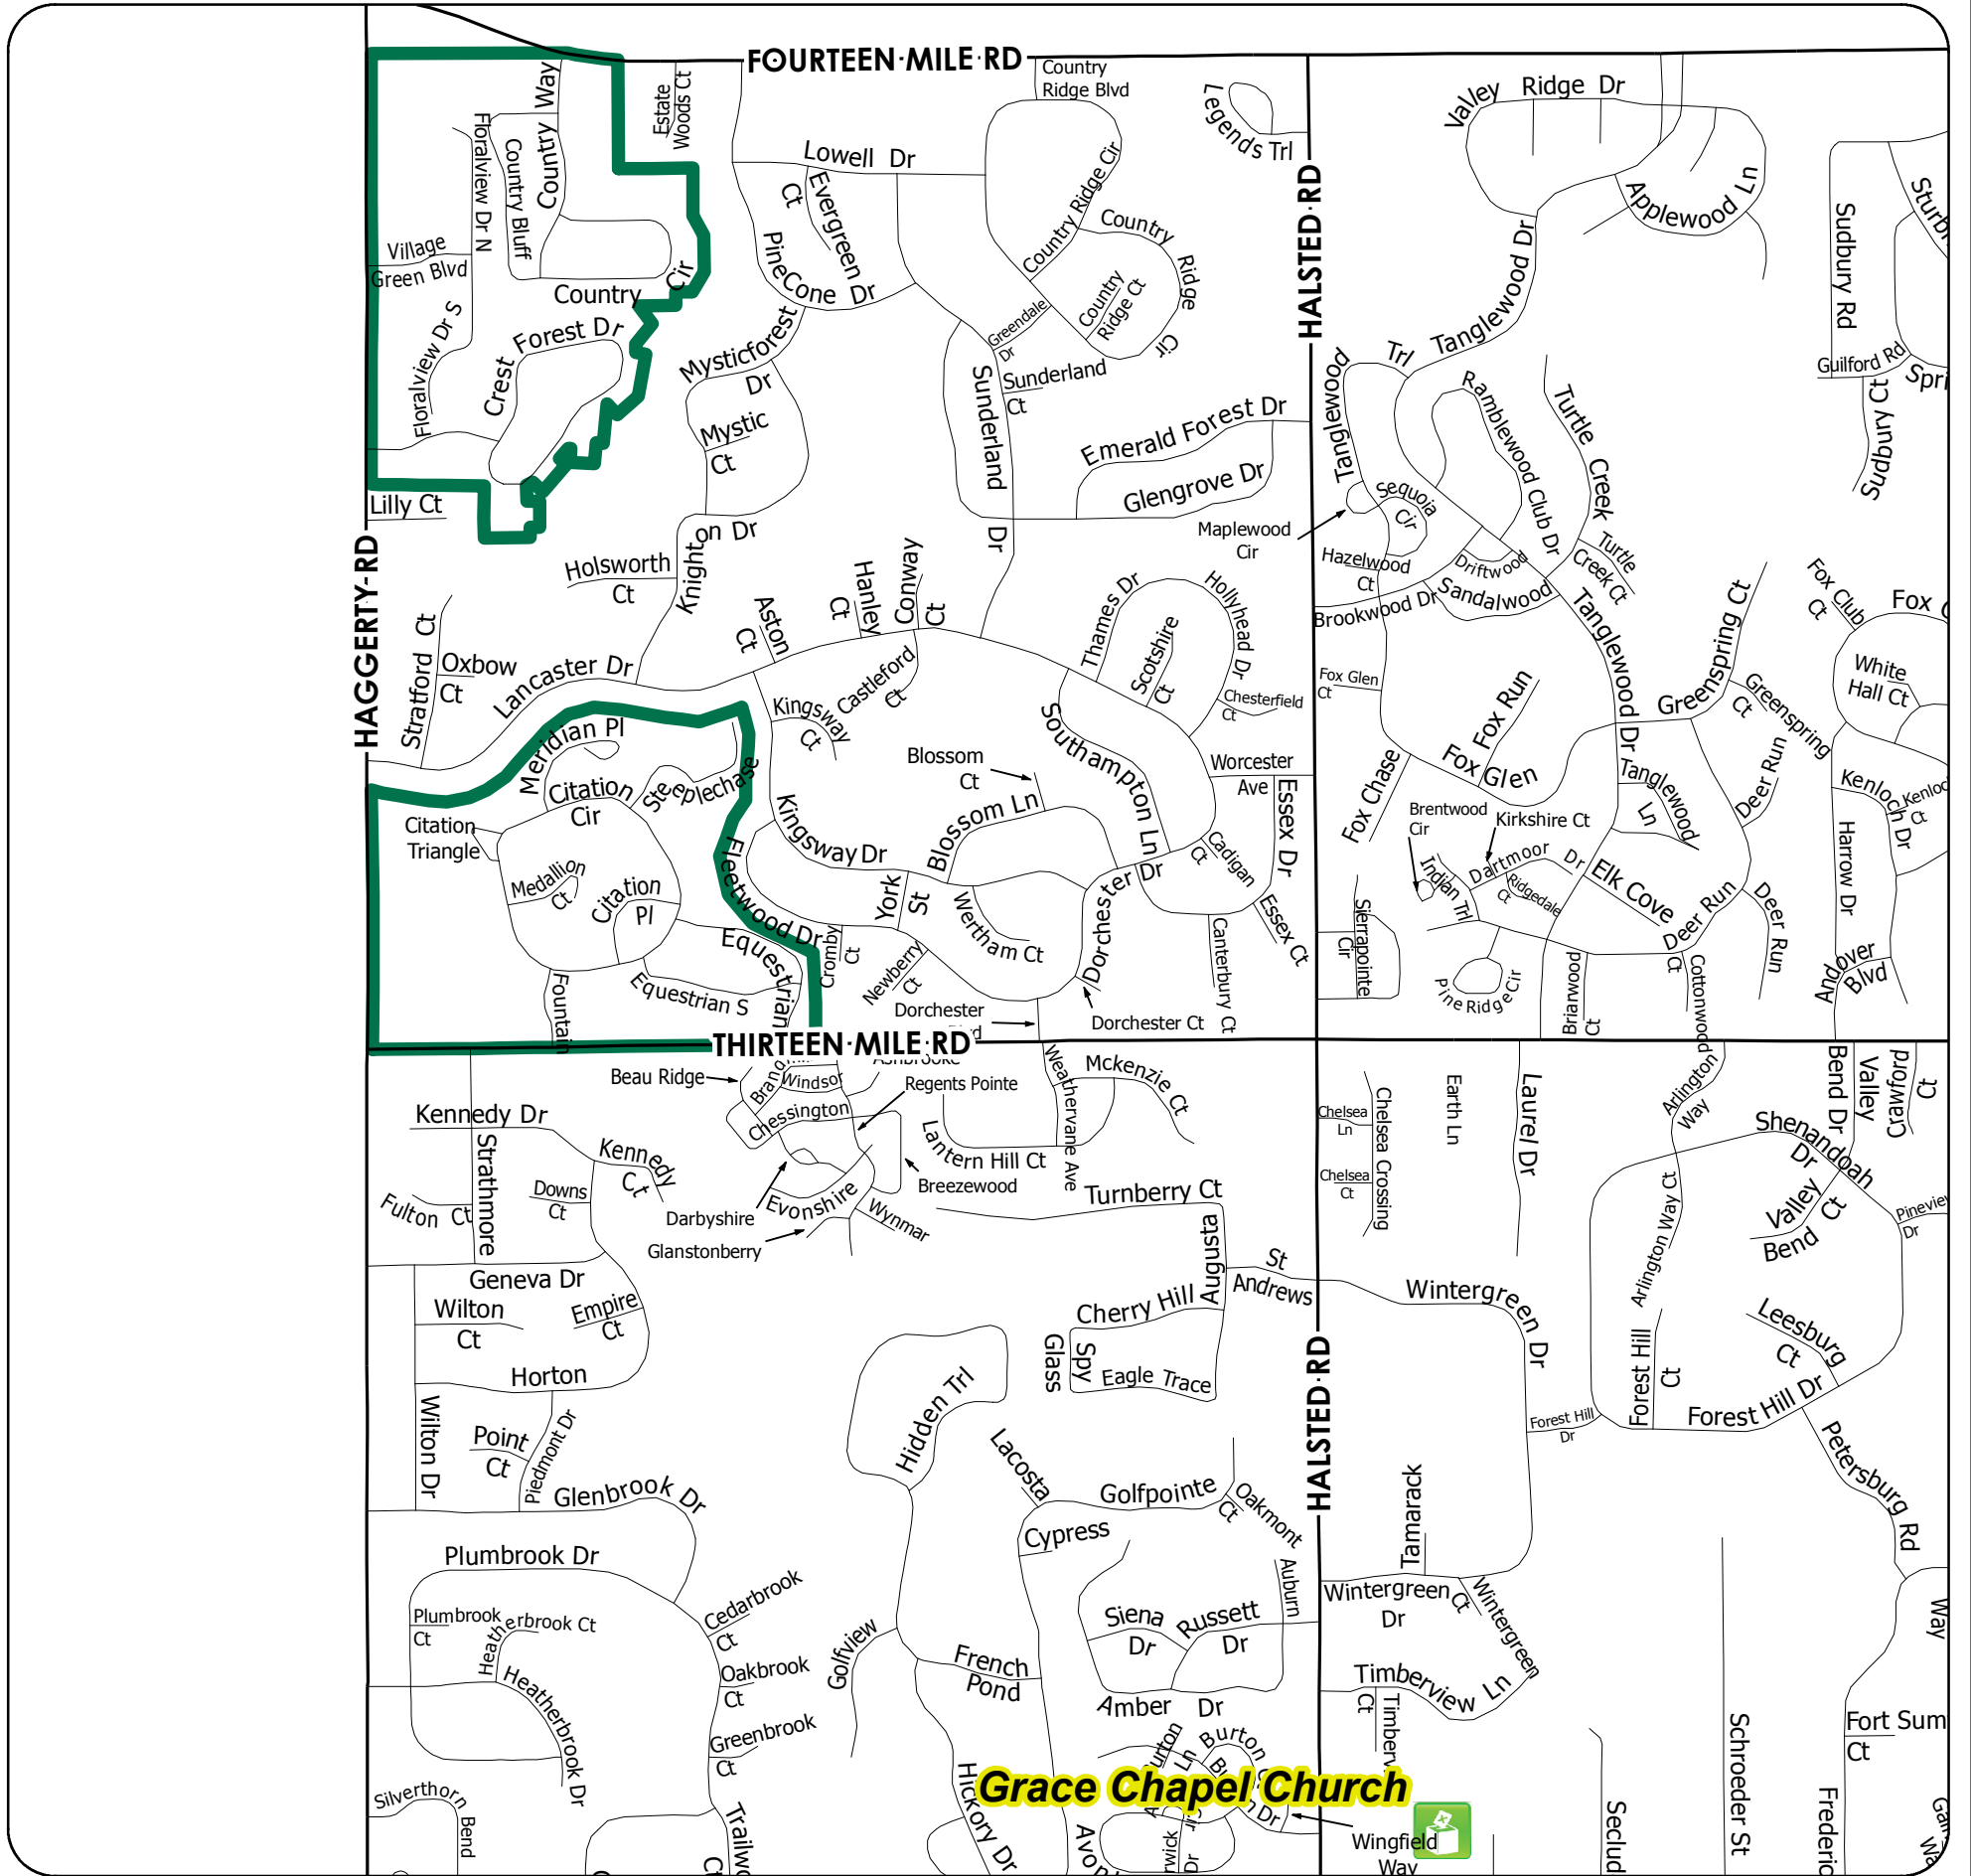 FOURTEEN·MILE·RD
Country
Ridge Blvd
Estate
Woods Ct
Country Way
Floralview Dr N
Country Bluff
Village
Green Blvd
Country Cir
Floralview Dr S
Crest Forest Dr
Lilly Ct
Lowell Dr
Evergreen Dr
Ct
PineCone Dr
Mysticforest
Dr
Mystic
Ct
Country Ridge Cir
Country Ridge Cir
Country
Ridge Ct
Greendale
Dr
Sunderland
Ct
Sunderland Dr
Legends Trl
HALSTED·RD
Emerald Forest Dr
Glengrove Dr
Valley Ridge Dr
Applewood Ln
Tanglewood Dr
Tanglewood Trl
Ramblewood Club Dr
Turtle Creek
Turtle
Creek Ct
Sudbury Rd
Guilford Rd
Sudbury Ct
Sequoia
Cir
Maplewood
Cir
Hazelwood
Ct
Driftwood
Sandalwood
Brookwood Dr
HAGGERTY·RD
Holsworth
Ct
Knighton Dr
Stratford Ct
Oxbow
Ct
Lancaster Dr
Aston
Ct
Hanley
Ct
Conway
Ct
Castleford
Ct
Kingsway
Ct
Thames Dr
Hollyhead Dr
Scotshire
Ct
Chesterfield
Ct
Southampton Ln
Worcester
Ave
Essex Dr
Fox Glen
Ct
Fox Run
Fox Glen
Fox Chase
Tanglewood Dr
Greenspring Ct
Greenspring
Ct
Fox Club
Ct
White
Hall Ct
Meridian Pl
Citation
Cir
Steeplechase
Citation
Triangle
Medallion
Ct
Citation
Pl
Fleetwood Dr
Equestrian
Equestrian S
Fountain
Kingsway Dr
Blossom
Ct
Blossom Ln
York
St
Wertham Ct
Cromby
Ct
Newberry
Ct
Dorchester Dr
Dorchester
Dorchester Ct
Cadigan
Ct
Essex Ct
Canterbury Ct
Brentwood
Cir
Kirkshire Ct
Dartmoor Dr
Indian Trl
Ridgedale
Ct
Elk Cove
Tanglewood
Ln
Deer Run
Deer Run
Deer Run
Sierrapointe
Cir
Pine Ridge Cir
Briarwood
Ct
Cottonwood
Ct
Kenloch Dr
Ct
Harrow Dr
Andover
Blvd
THIRTEEN·MILE·RD
Beau Ridge
Windsor
Chessington
Regents Pointe
Breezewood
Darbyshire
Evonshire
Glanstonberry
Wynmar
Kennedy Dr
Strathmore
Kennedy
Ct
Downs
Ct
Fulton Ct
Geneva Dr
Wilton
Ct
Empire
Ct
Horton
Wilton Dr
Point
Ct
Piedmont Dr
Glenbrook Dr
Weathervane Ave
Mckenzie Ct
Lantern Hill Ct
Turnberry Ct
Augusta
St
Andrews
Cherry Hill
Spy
Glass
Eagle Trace
HALSTED·RD
Chelsea
Ln
Chelsea
Ct
Chelsea Crossing
Earth Ln
Laurel Dr
Wintergreen Dr
Arlington
Way
Arlington Way Ct
Bend Dr
Valley
Crawford
Ct
Shenandoah
Dr
Valley
Bend
Ct
Dr
Leesburg
Ct
Forest Hill
Ct
Forest Hill Dr
Forest Hill
Dr
Petersburg Rd
Hidden Trl
Lacosta
Golfpointe
Oakmont
Ct
Cypress
Tamarack
Plumbrook Dr
Plumbrook
Ct
Heatherbrook Ct
Heatherbrook Dr
Cedarbrook
Ct
Oakbrook
Ct
Greenbrook
Ct
Silverthorn
Bend
Golfview
French
Pond
Siena
Dr
Russett
Dr
Auburn
Amber Dr
Wintergreen
Dr
Wintergreen
Ct
Timberview Ln
Ct
Hickory Dr
Burton
Ln
Grace Chapel Church
Wingfield
Way
Schroeder St
Fort Sum
Ct
Way